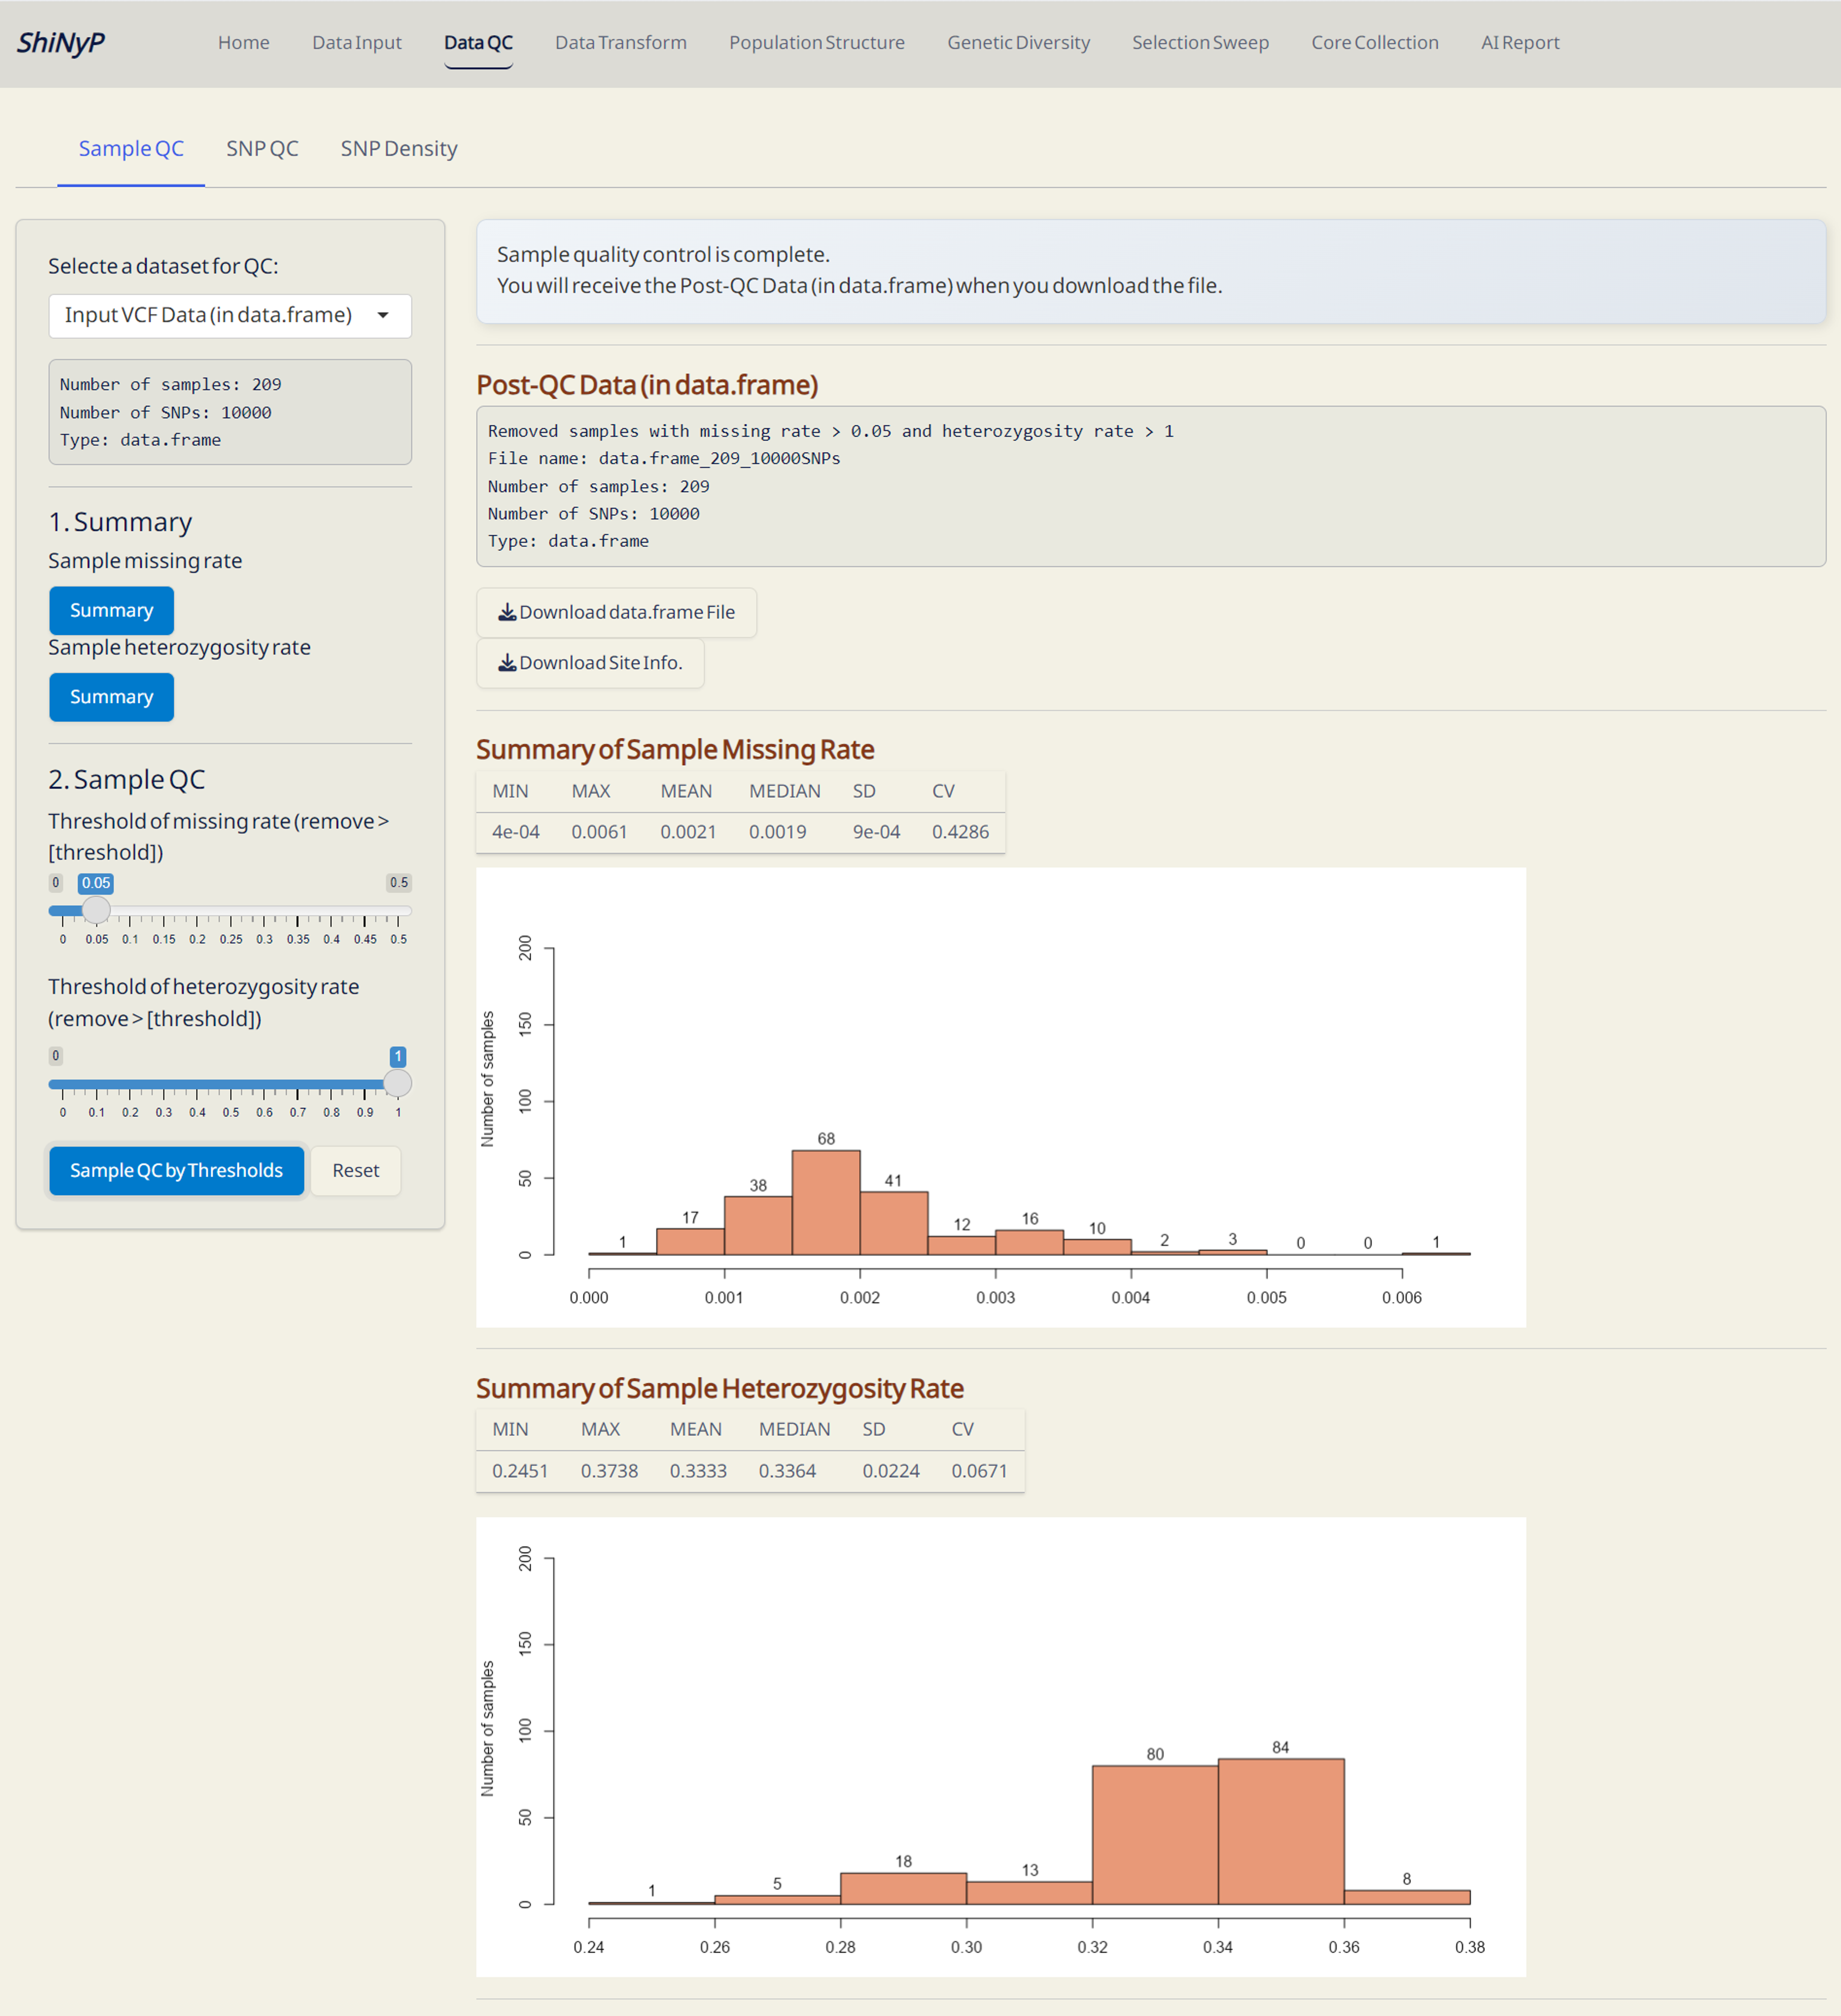 ShiNyP
Home Data Input Data QC Data Transform Population Structure Genetic Diversity Selection Sweep Core Collection AI Report
Sample QC SNP QC SNP Density
Selecte a dataset for QC:
Input VCF Data (in data.frame)
Number of samples: 209
Number of SNPs: 10000
Type: data.frame
1. Summary
Sample missing rate
Summary
Sample heterozygosity rate
Summary
2. Sample QC
Threshold of missing rate (remove >
[threshold])
0 0.05 0.5
0 0.05 0.1 0.15 0.2 0.25 0.3 0.35 0.4 0.45 0.5
Threshold of heterozygosity rate
(remove > [threshold])
0 1
0 0.1 0.2 0.3 0.4 0.5 0.6 0.7 0.8 0.9 1
Sample QC by Thresholds Reset
Sample quality control is complete.
You will receive the Post-QC Data (in data.frame) when you download the file.
Post-QC Data (in data.frame)
Removed samples with missing rate > 0.05 and heterozygosity rate > 1
File name: data.frame_209_10000SNPs
Number of samples: 209
Number of SNPs: 10000
Type: data.frame
Download data.frame File
Download Site Info.
Summary of Sample Missing Rate
MIN MAX MEAN MEDIAN SD CV
4e-04 0.0061 0.0021 0.0019 9e-04 0.4286
Number of samples
200
150
100
50
0
1 17 38 68 41 12 16 10 2 3 0 0 1
0.000 0.001 0.002 0.003 0.004 0.005 0.006
Summary of Sample Heterozygosity Rate
MIN MAX MEAN MEDIAN SD CV
0.2451 0.3738 0.3333 0.3364 0.0224 0.0671
Number of samples
200
150
100
50
0
1 5 18 13 80 84 8
0.24 0.26 0.28 0.30 0.32 0.34 0.36 0.38